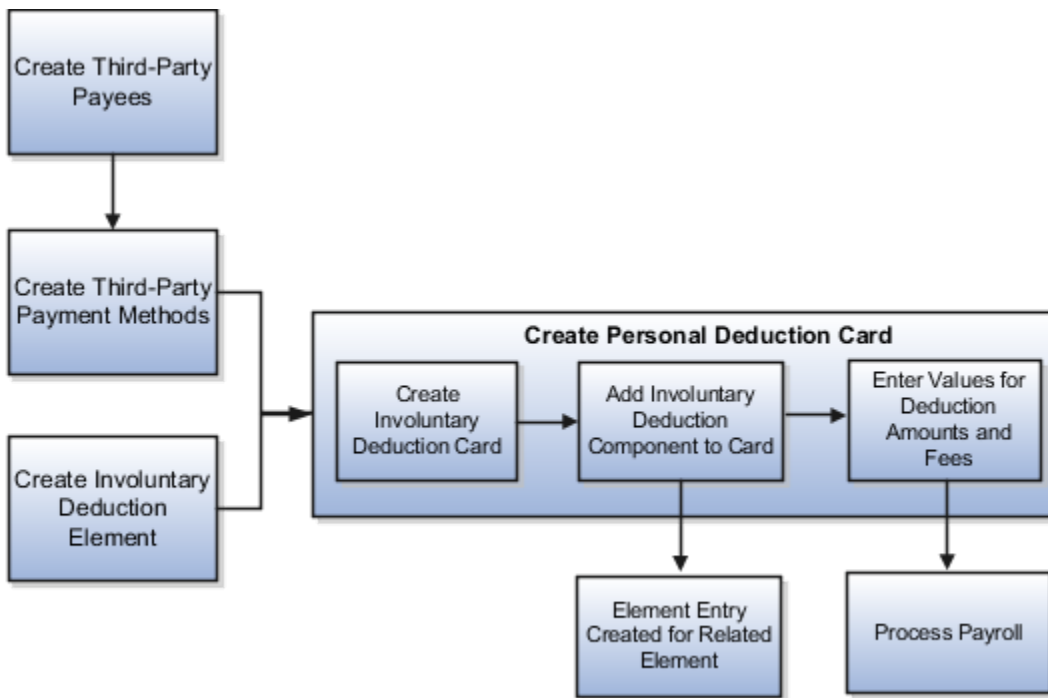 Create Third-Party
Payees
Create Third-Party
Payment Methods
Create Involuntary
Deduction
Element
Create Personal Deduction Card
Create
Involuntary
Deduction Card
Add Involuntary
Deduction
Component to Card
Enter Values for
Deduction
Amounts and
Fees
Element Entry
Created for Related
Element
Process Payroll